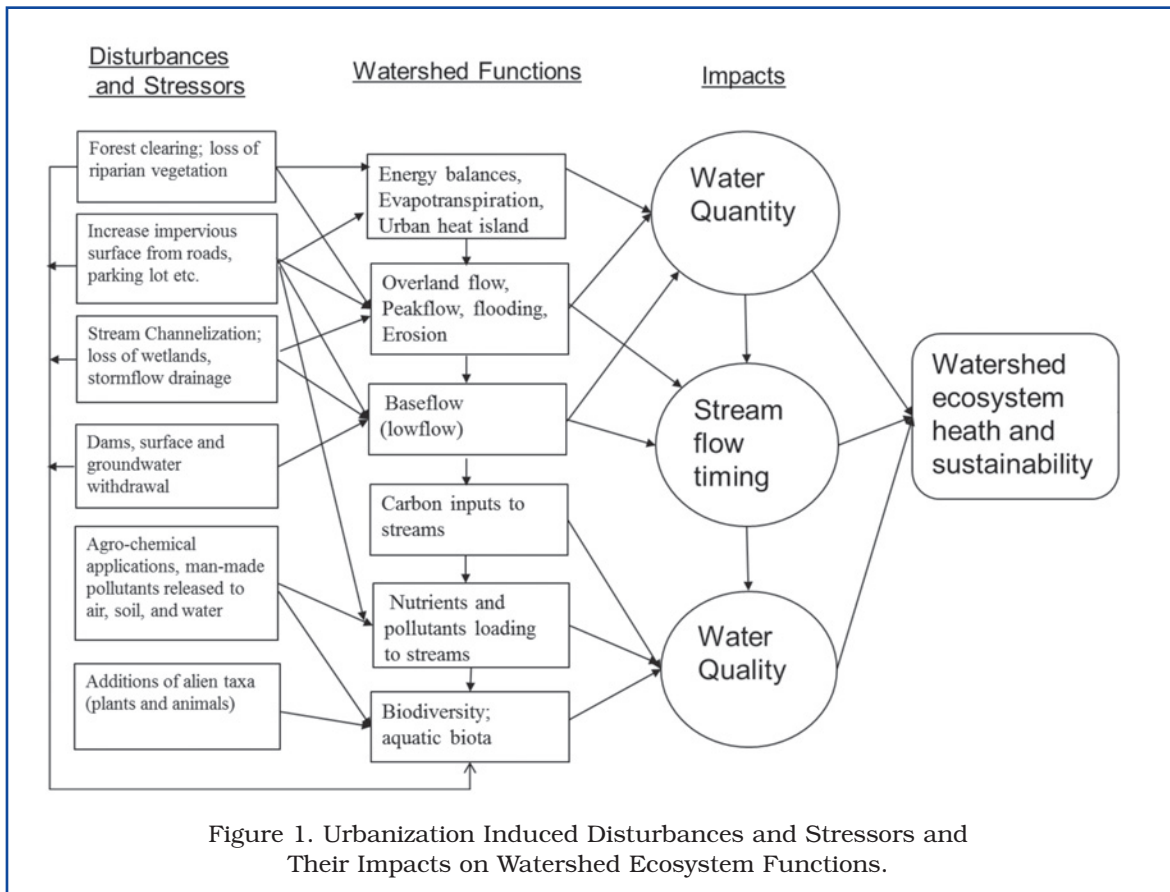 Disturbances
and Stressors
Watershed Functions
Impacts
Forest clearing; loss of
riparian vegetation
Increase impervious
surface from roads,
parking lot etc.
Stream Channelization;
loss of wetlands,
stormflow drainage
Dams, surface and
groundwater
withdrawal
Agro-chemical
applications, man-made
pollutants released to
air, soil, and water
Additions of alien taxa
(plants and animals)
Energy balances,
Evapotranspiration,
Urban heat island
Overland flow,
Peakflow, flooding,
Erosion
Baseflow
(lowflow)
Carbon inputs to
streams
Nutrients and
pollutants loading
to streams
Biodiversity;
aquatic biota
Water
Quantity
Stream
flow
timing
Water
Quality
Watershed
ecosystem
heath and
sustainability
Figure 1. Urbanization Induced Disturbances and Stressors and
Their Impacts on Watershed Ecosystem Functions.